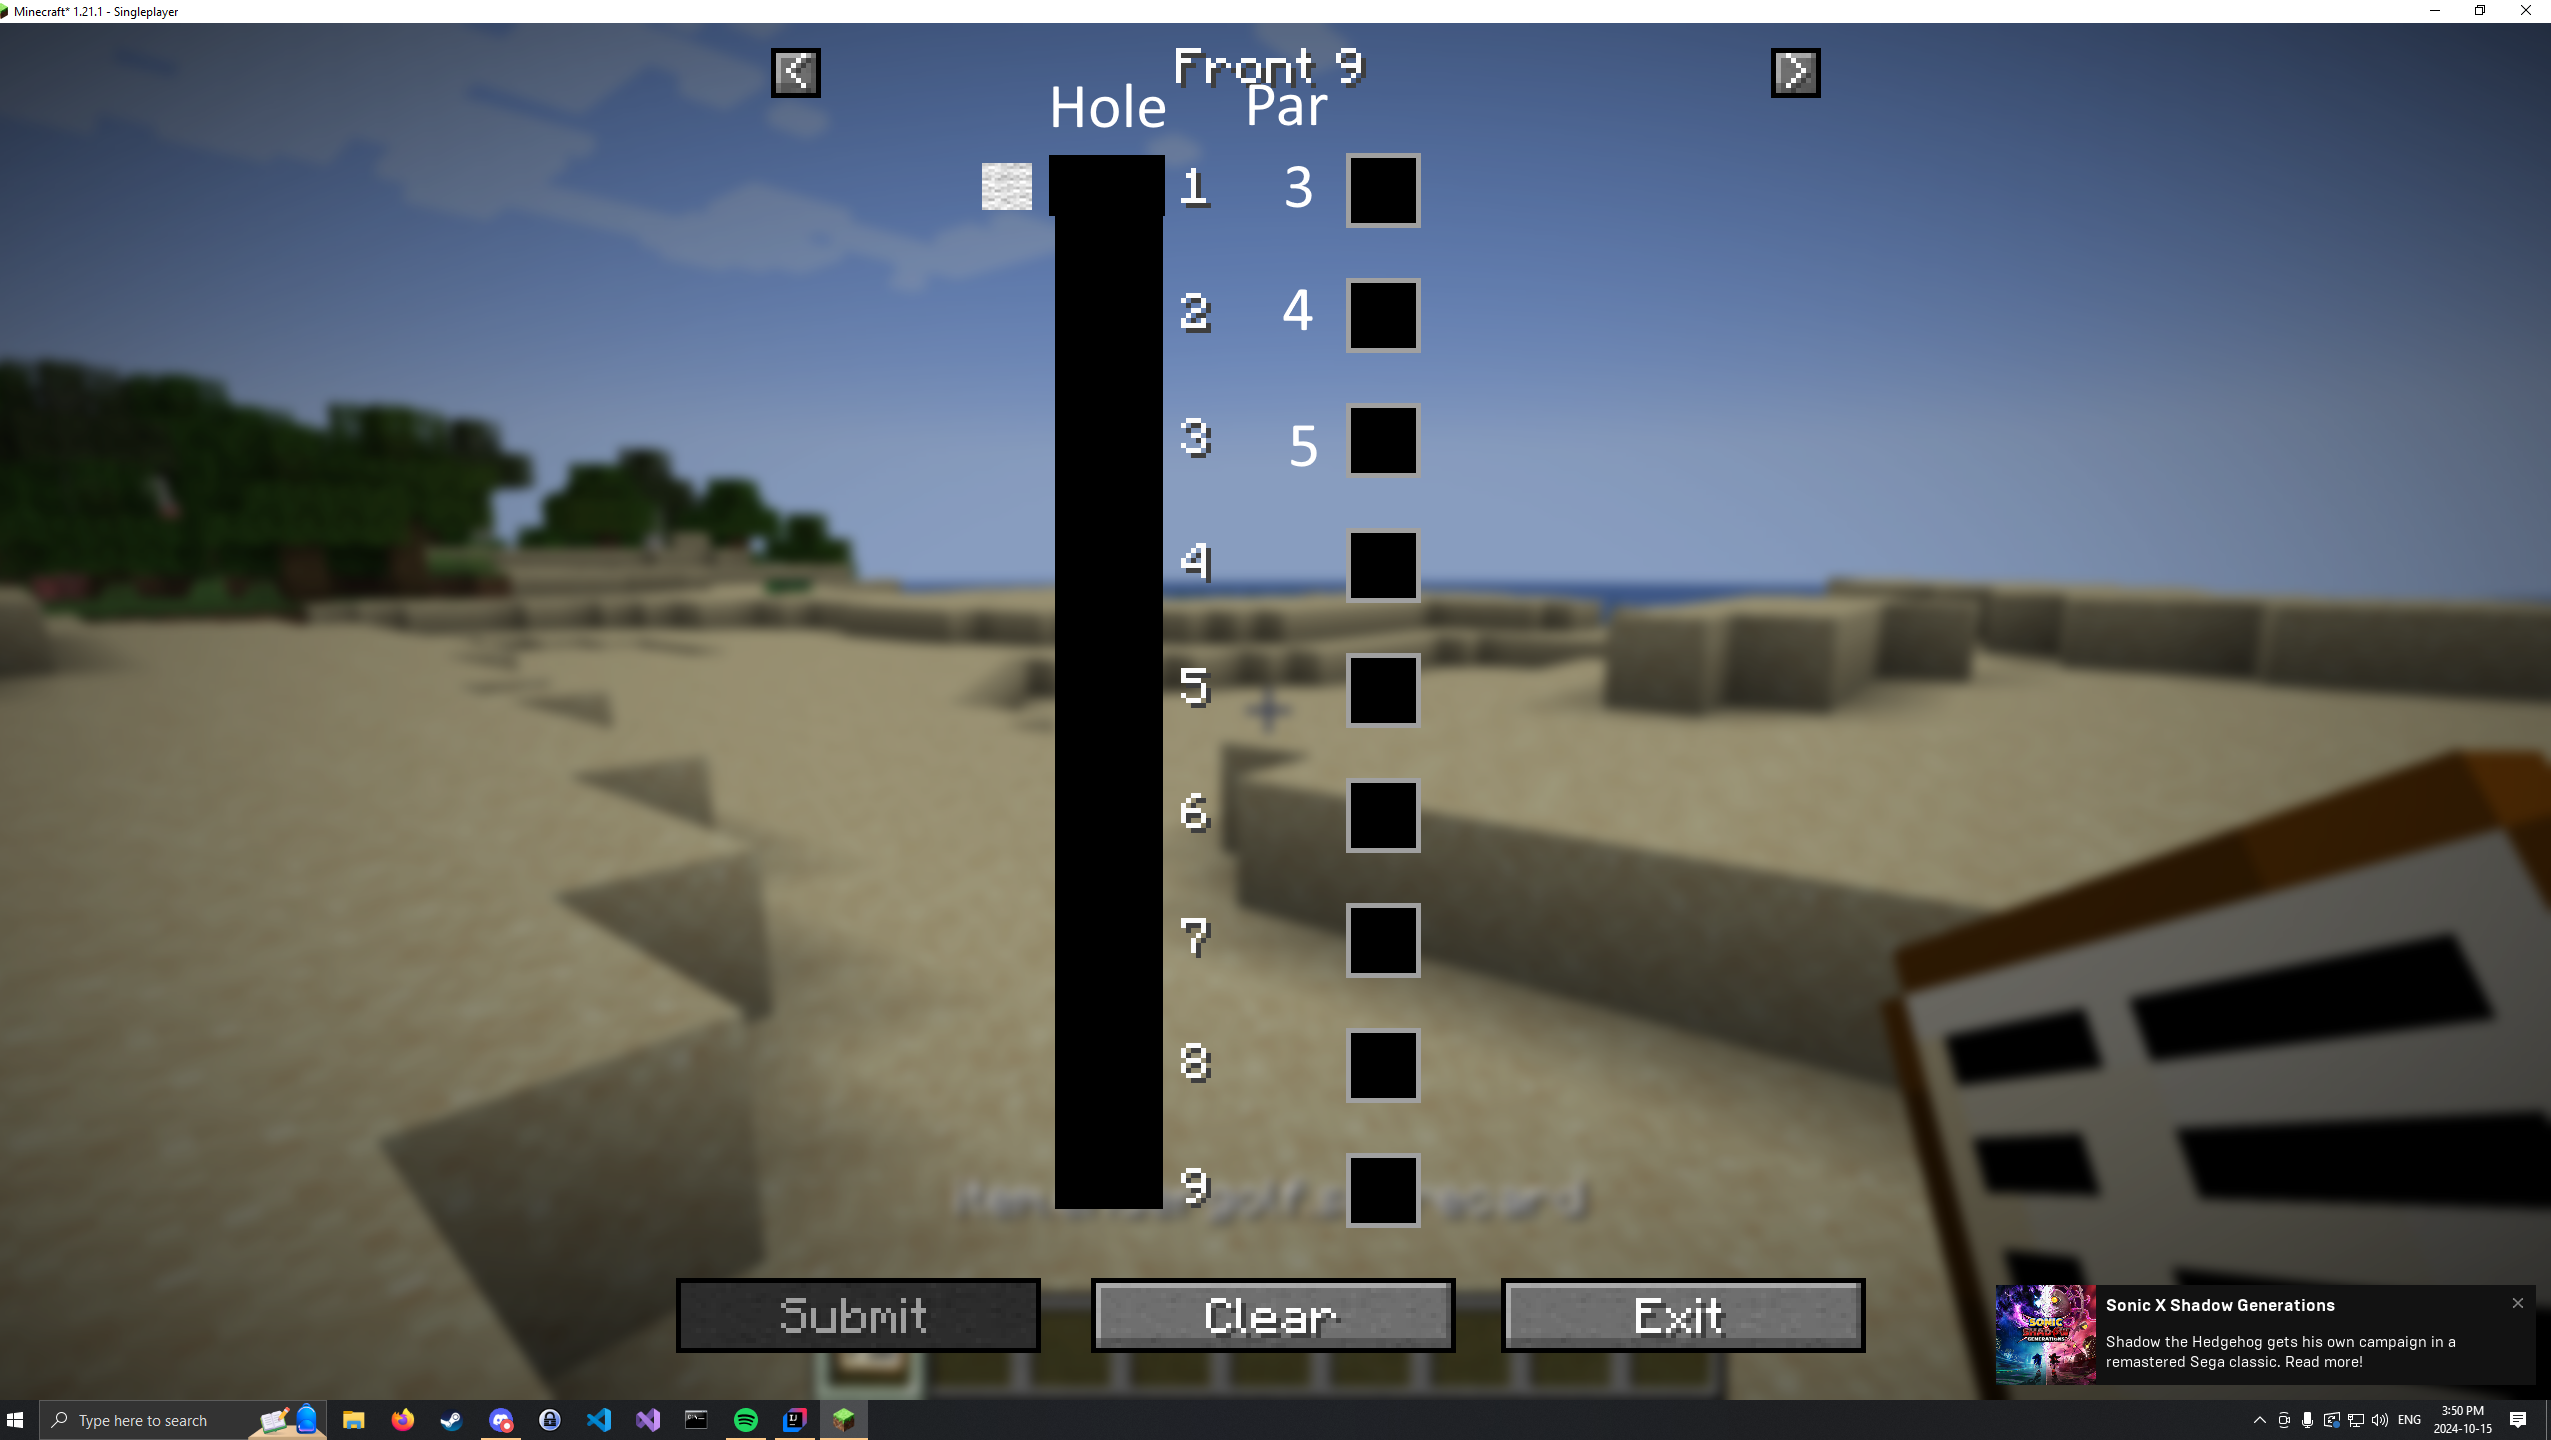 Minecraft* 1.21.1 - Singleplayer
<
Front 9
>
Hole Par
1 3
2 4
3 5
4
5
6
7
8
9
Submit
Clear
Exit
Sonic X Shadow Generations
Shadow the Hedgehog gets his own campaign in a
remastered Sega classic. Read more!
Type here to search
ENG
3:50 PM
2024-10-15